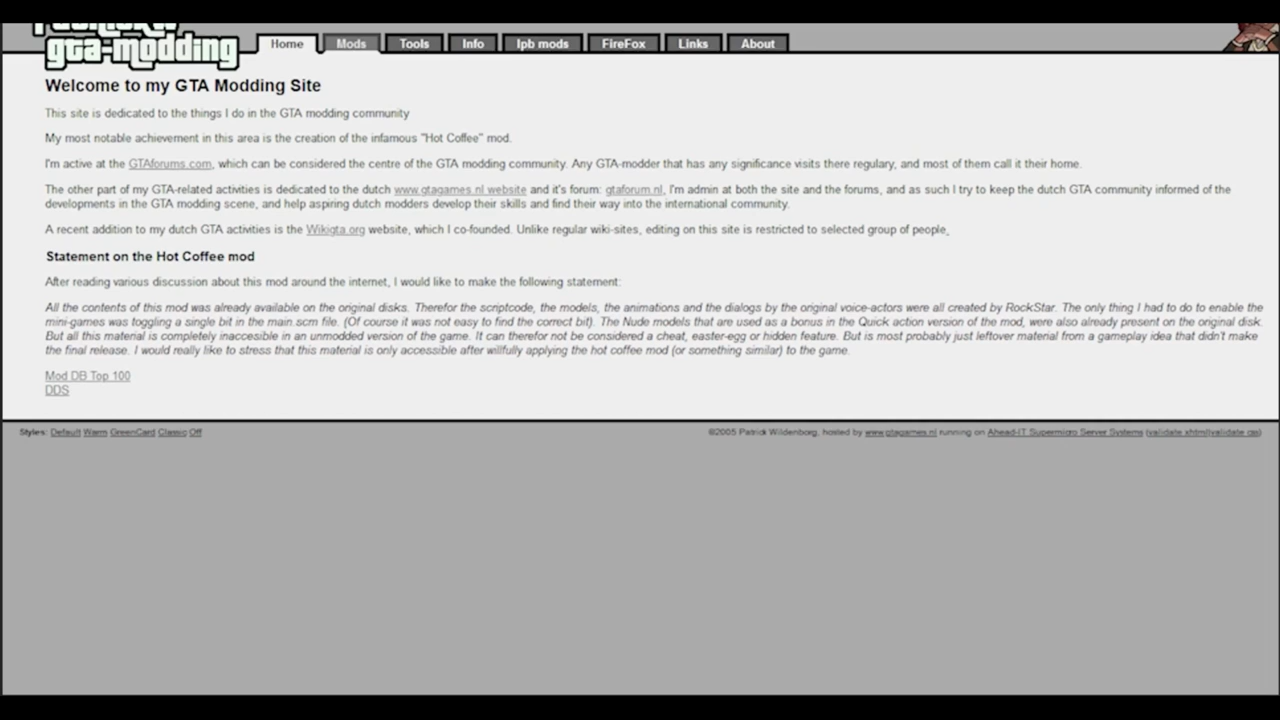 gta-modding
Home Mods Tools Info Ipb mods FireFox Links About
Welcome to my GTA Modding Site
This site is dedicated to the things I do in the GTA modding community
My most notable achievement in this area is the creation of the infamous "Hot Coffee" mod.
I'm active at the GTAforums.com, which can be considered the centre of the GTA modding community. Any GTA-modder that has any significance visits there regulary, and most of them call it their home.
The other part of my GTA-related activities is dedicated to the dutch www.gtagames.nl website and it's forum: gtaforum.nl, I'm admin at both the site and the forums, and as such I try to keep the dutch GTA community informed of the
developments in the GTA modding scene, and help aspiring dutch modders develop their skills and find their way into the international community.
A recent addition to my dutch GTA activities is the Wikigta.org website, which I co-founded. Unlike regular wiki-sites, editing on this site is restricted to selected group of people,
Statement on the Hot Coffee mod
After reading various discussion about this mod around the internet, I would like to make the following statement:
All the contents of this mod was already available on the original disks. Therefor the scriptcode, the models, the animations and the dialogs by the original voice-actors were all created by RockStar. The only thing I had to do to enable the
mini-games was toggling a single bit in the main.scm file. (Of course it was not easy to find the correct bit). The Nude models that are used as a bonus in the Quick action version of the mod, were also already present on the original disk.
But all this material is completely inaccesible in an unmodded version of the game. It can therefor not be considered a cheat, easter-egg or hidden feature. But is most probably just leftover material from a gameplay idea that didn't make
the final release. I would really like to stress that this material is only accessible after willfully applying the hot coffee mod (or something similar) to the game.
Mod DB Top 100
DDS
Styles: Default Warm GreenCard Classic Off ©2005 Patrick Wildenborg, hosted by www.gtagames.nl running on Ahead-IT Supermicro Server Systems (validate xhtml|validate css)